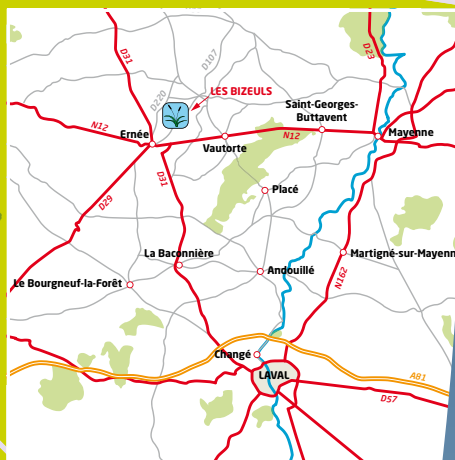 D31
D23
D107
D220
LES BIZEULS
Saint-Georges-
Buttavent
N12
Ernée
N12
Mayenne
Vautorte
D31
Placé
D29
La Baconnière
Martigné-sur-Mayenn
Andouillé
N162
Le Bourgneuf-la-Forêt
Changé
LAVAL
A81
D57